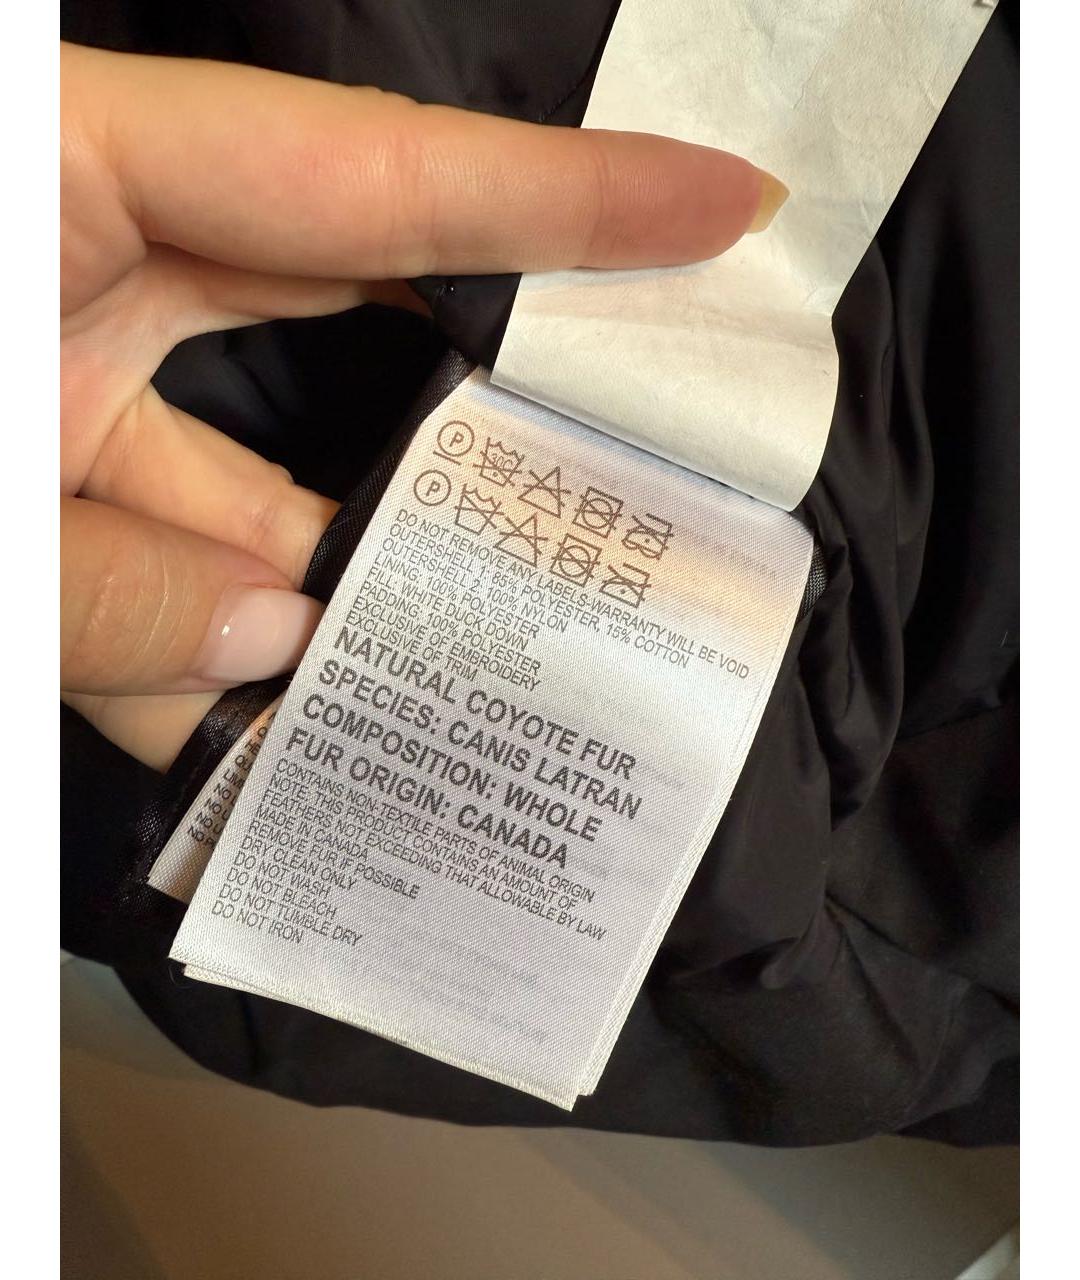 P 30C
P
DO NOT REMOVE ANY LABELS-WARRANTY WILL BE VOID
OUTERSHELL 1: 85% POLYESTER, 15% COTTON
OUTERSHELL 2: 100% NYLON
LINING: 100% POLYESTER
FILL: WHITE DUCK DOWN
PADDING: 100% POLYESTER
EXCLUSIVE OF EMBROIDERY
EXCLUSIVE OF TRIM
NATURAL COYOTE FUR
SPECIES: CANIS LATRAN
COMPOSITION: WHOLE
FUR ORIGIN: CANADA
CONTAINS NON-TEXTILE PARTS OF ANIMAL ORIGIN
NOTE: THIS PRODUCT CONTAINS AN AMOUNT OF
FEATHERS NOT EXCEEDING THAT ALLOWABLE BY LAW
MADE IN CANADA
REMOVE FUR IF POSSIBLE
DRY CLEAN ONLY
DO NOT WASH
DO NOT BLEACH
DO NOT TUMBLE DRY
DO NOT IRON